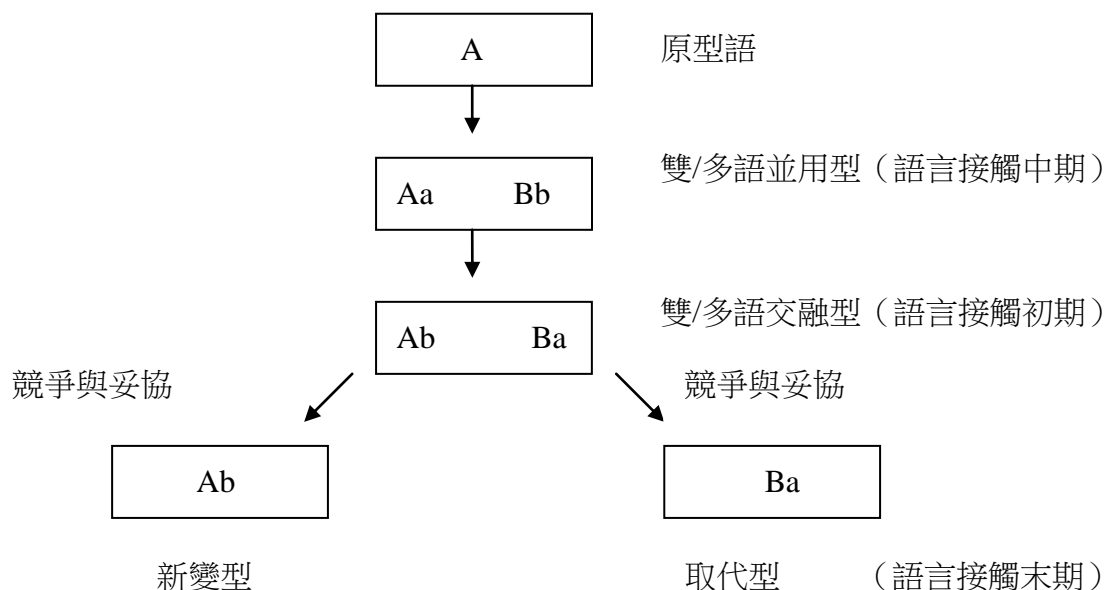 A 原型語
雙/多語並用型（語言接觸中期）
Aa Bb
雙/多語交融型（語言接觸初期）
Ab Ba
競爭與妥協 競爭與妥協
Ab Ba
新變型 取代型 （語言接觸末期）